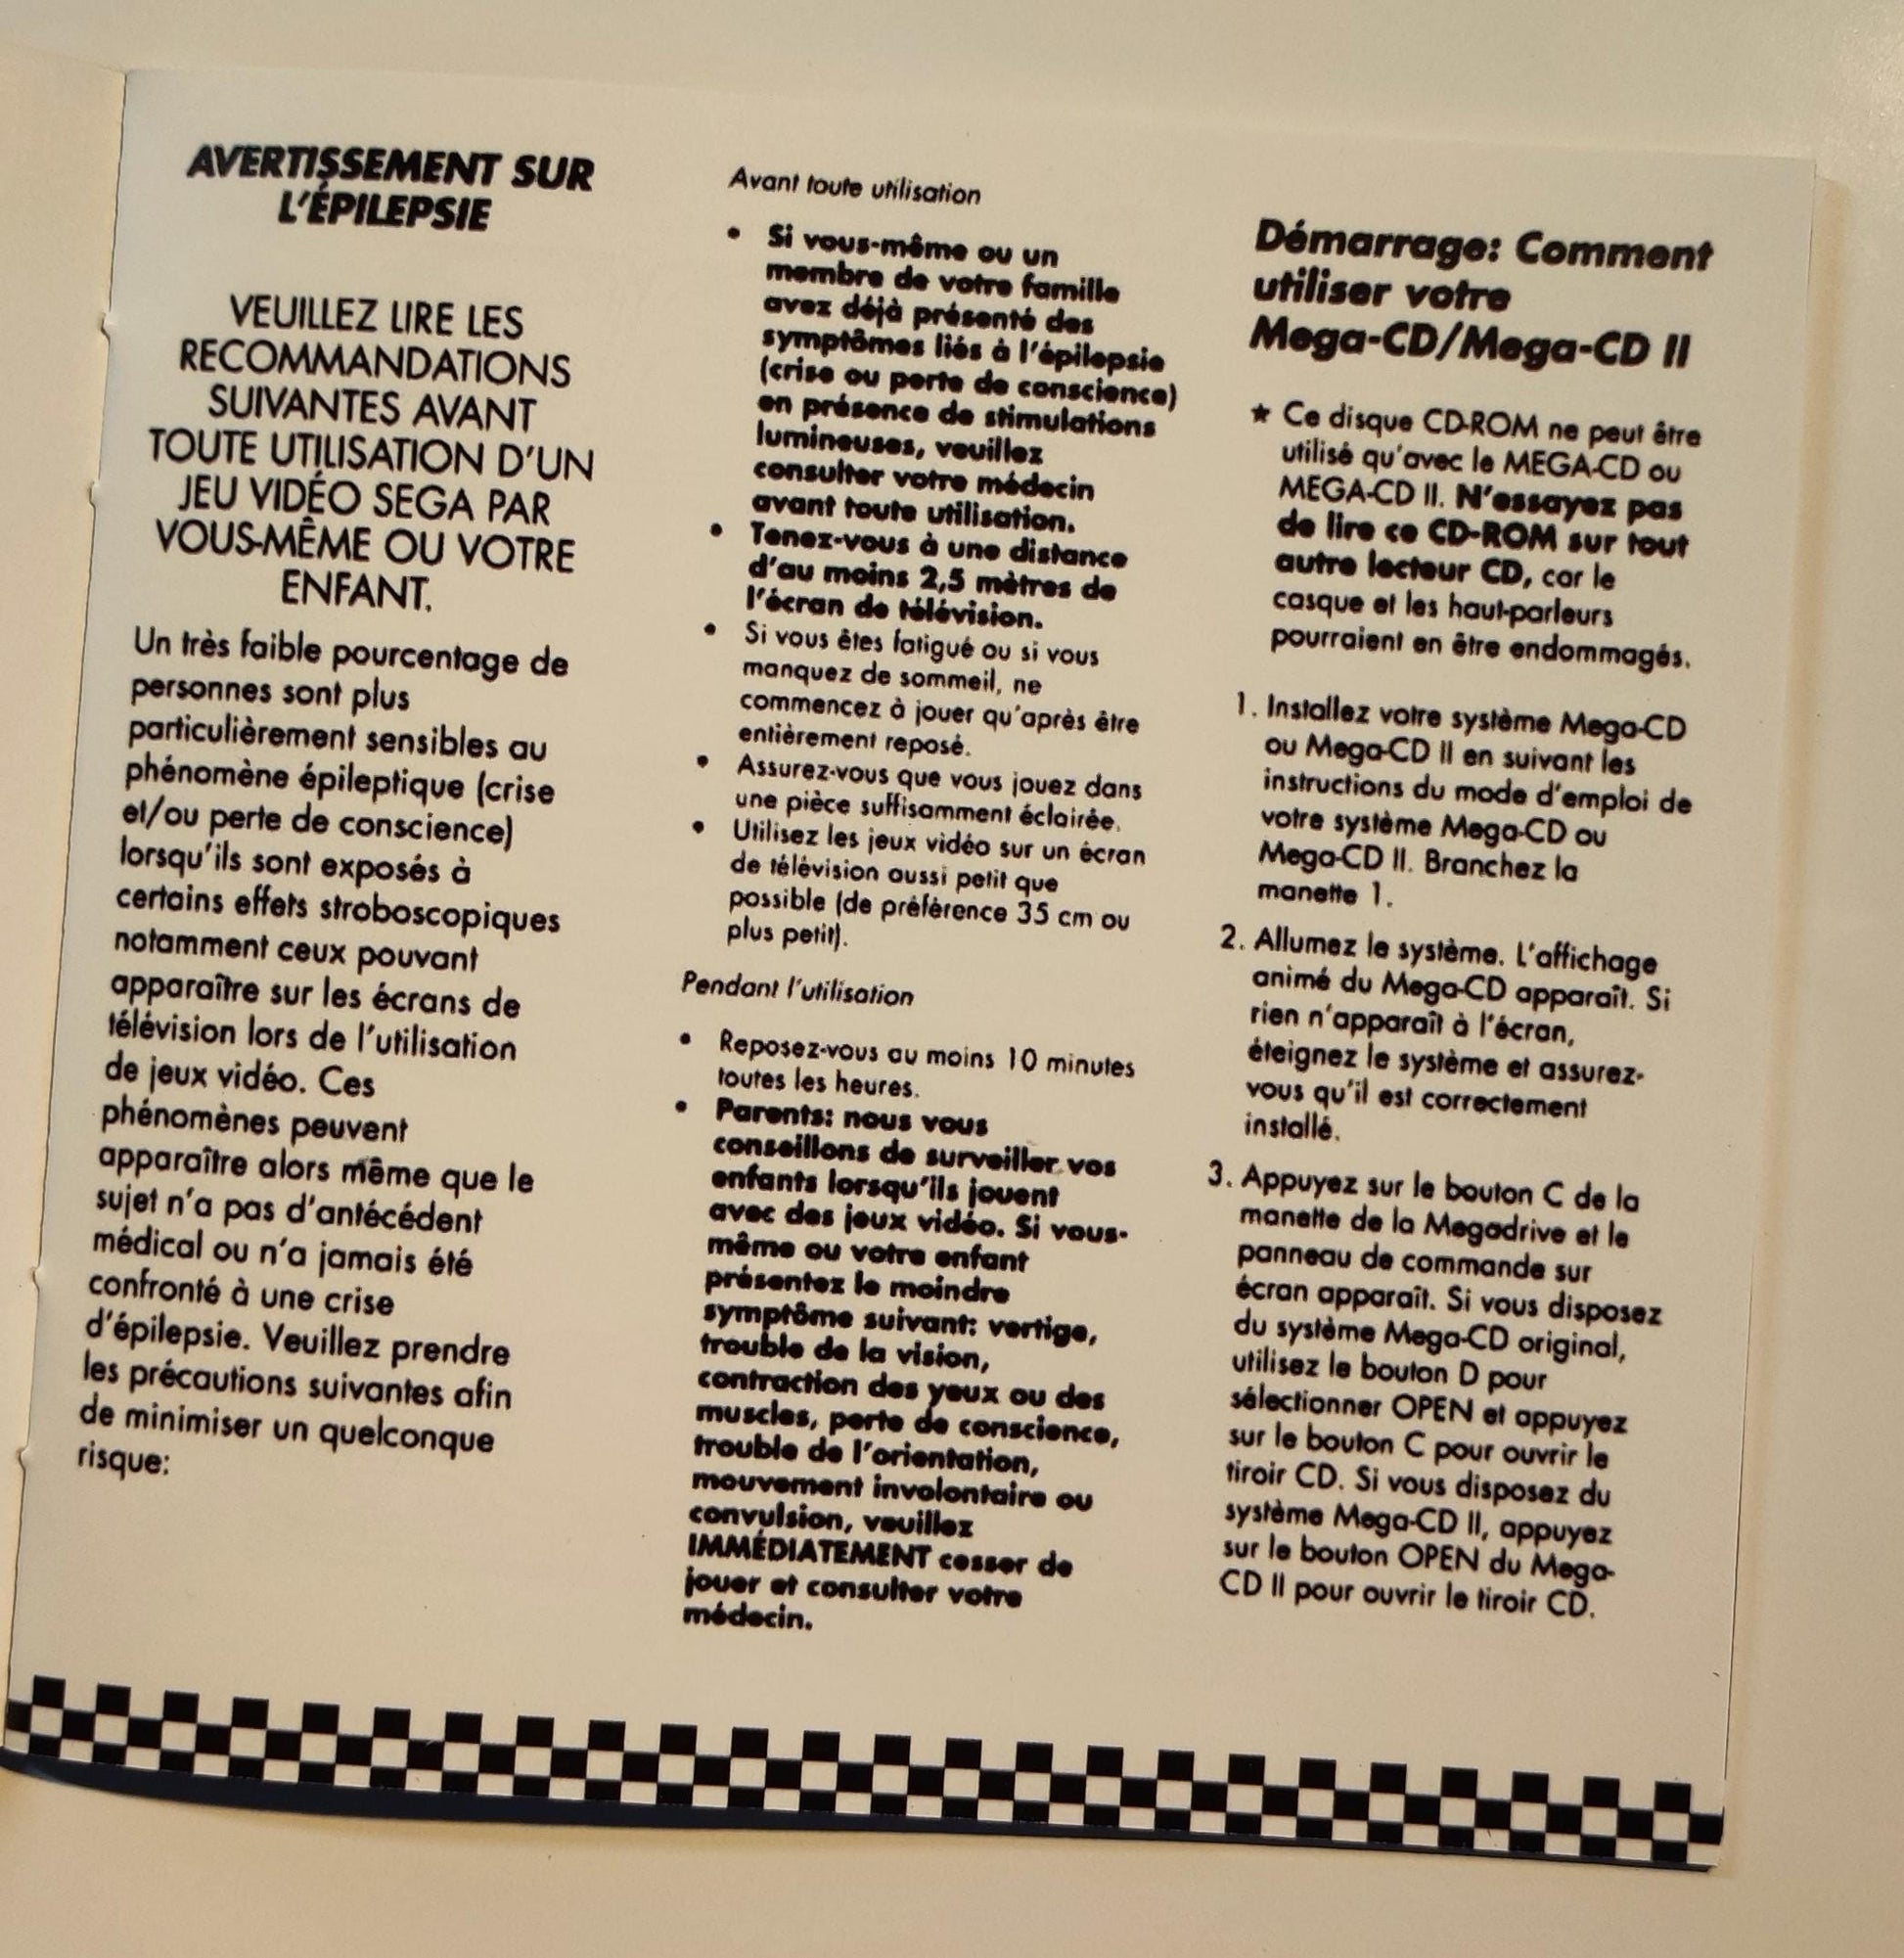 AVERTISSEMENT SUR
L'ÉPILEPSIE
VEUILLEZ LIRE LES
RECOMMANDATIONS
SUIVANTES AVANT
TOUTE UTILISATION D'UN
JEU VIDÉO SEGA PAR
VOUS-MÊME OU VOTRE
ENFANT.
Un très faible pourcentage de
personnes sont plus
particulièrement sensibles au
phénomène épileptique (crise
et/ou perte de conscience)
lorsqu'ils sont exposés à
certains effets stroboscopiques
notamment ceux pouvant
apparaître sur les écrans de
télévision lors de l'utilisation
de jeux vidéo. Ces
phénomènes peuvent
apparaître alors même que le
sujet n'a pas d'antécédent
médical ou n'a jamais été
confronté à une crise
d'épilepsie. Veuillez prendre
les précautions suivantes afin
de minimiser un quelconque
risque:
Avant toute utilisation
• Si vous-même ou un
membre de votre famille
avez déjà présenté des
symptômes liés à l'épilepsie
(crise ou perte de conscience)
en présence de stimulations
lumineuses, veuillez
consulter votre médecin
avant toute utilisation.
• Tenez-vous à une distance
d'au moins 2,5 mètres de
l'écran de télévision.
• Si vous êtes fatigué ou si vous
manquez de sommeil, ne
commencez à jouer qu'après être
entièrement reposé.
• Assurez-vous que vous jouez dans
une pièce suffisamment éclairée.
• Utilisez les jeux vidéo sur un écran
de télévision aussi petit que
possible (de préférence 35 cm ou
plus petit).
Pendant l'utilisation
• Reposez-vous au moins 10 minutes
toutes les heures.
• Parents: nous vous
conseillons de surveiller vos
enfants lorsqu'ils jouent
avec des jeux vidéo. Si vous-
même ou votre enfant
présentez le moindre
symptôme suivant: vertige,
trouble de la vision,
contraction des yeux ou des
muscles, perte de conscience,
trouble de l'orientation,
mouvement involontaire ou
convulsion, veuillez
IMMÉDIATEMENT cesser de
jouer et consulter votre
médecin.
Démarrage: Comment
utiliser votre
Mega-CD/Mega-CD II
★ Ce disque CD-ROM ne peut être
utilisé qu'avec le MEGA-CD ou
MEGA-CD II. N'essayez pas
de lire ce CD-ROM sur tout
autre lecteur CD, car le
casque et les haut-parleurs
pourraient en être endommagés.
1. Installez votre système Mega-CD
ou Mega-CD II en suivant les
instructions du mode d'emploi de
votre système Mega-CD ou
Mega-CD II. Branchez la
manette 1.
2. Allumez le système. L'affichage
animé du Mega-CD apparaît. Si
rien n'apparaît à l'écran,
éteignez le système et assurez-
vous qu'il est correctement
installé.
3. Appuyez sur le bouton C de la
manette de la Megadrive et le
panneau de commande sur
écran apparaît. Si vous disposez
du système Mega-CD original,
utilisez le bouton D pour
sélectionner OPEN et appuyez
sur le bouton C pour ouvrir le
tiroir CD. Si vous disposez du
système Mega-CD II, appuyez
sur le bouton OPEN du Mega-
CD II pour ouvrir le tiroir CD.